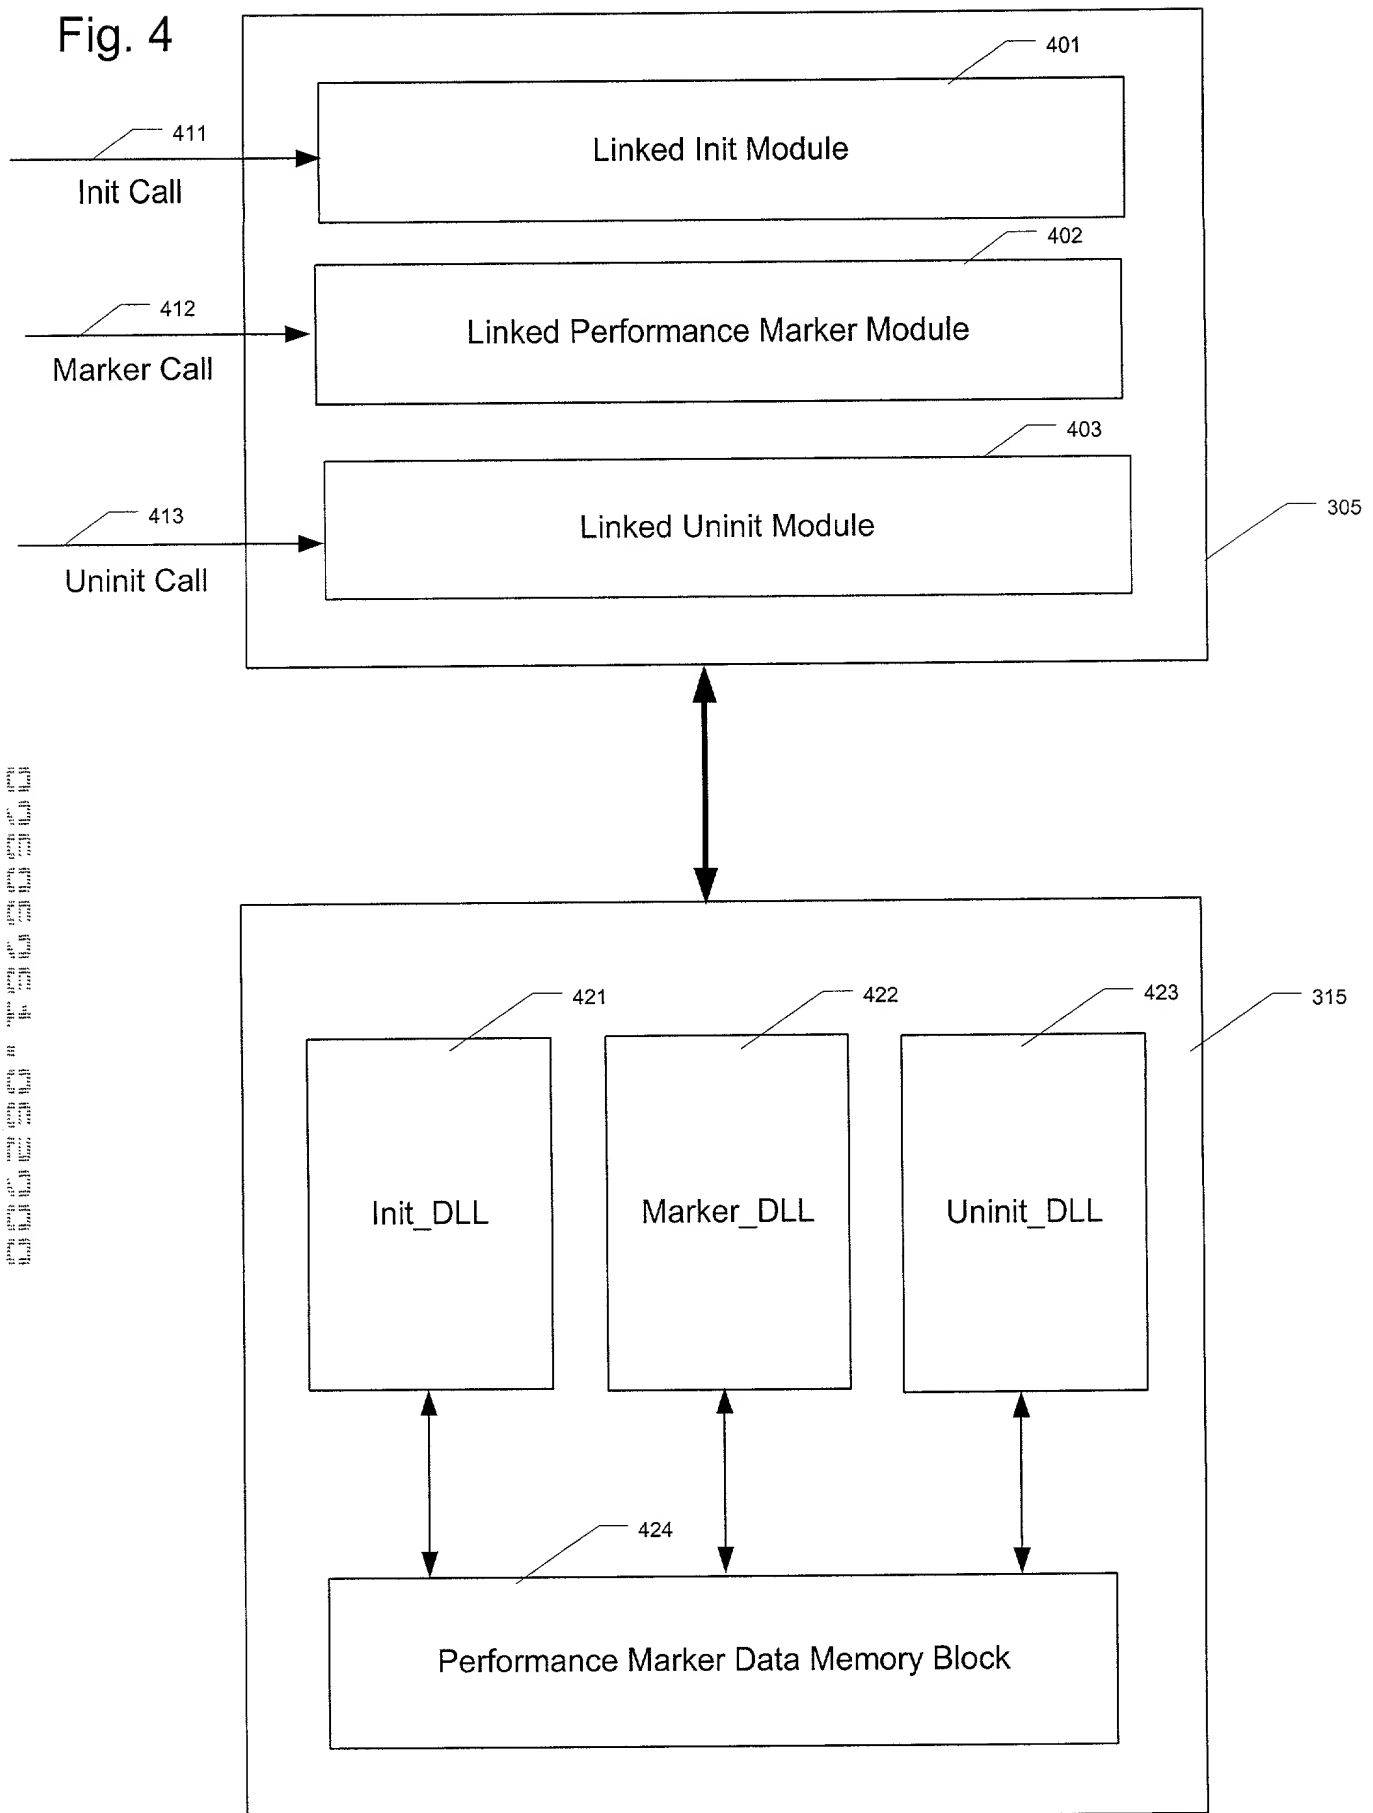 Fig. 4
401
Linked Init Module
411
Init Call
402
Linked Performance Marker Module
412
Marker Call
403
Linked Uninit Module
413
Uninit Call
305
421
422
423
315
Init_DLL
Marker_DLL
Uninit_DLL
424
Performance Marker Data Memory Block